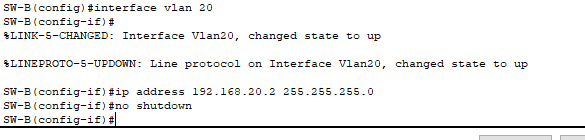 SW-B(config)#interface vlan 20
SW-B(config-if)#
%LINK-5-CHANGED: Interface Vlan20, changed state to up
%LINEPROTO-5-UPDOWN: Line protocol on Interface Vlan20, changed state to up
SW-B(config-if)#ip address 192.168.20.2 255.255.255.0
SW-B(config-if)#no shutdown
SW-B(config-if)#